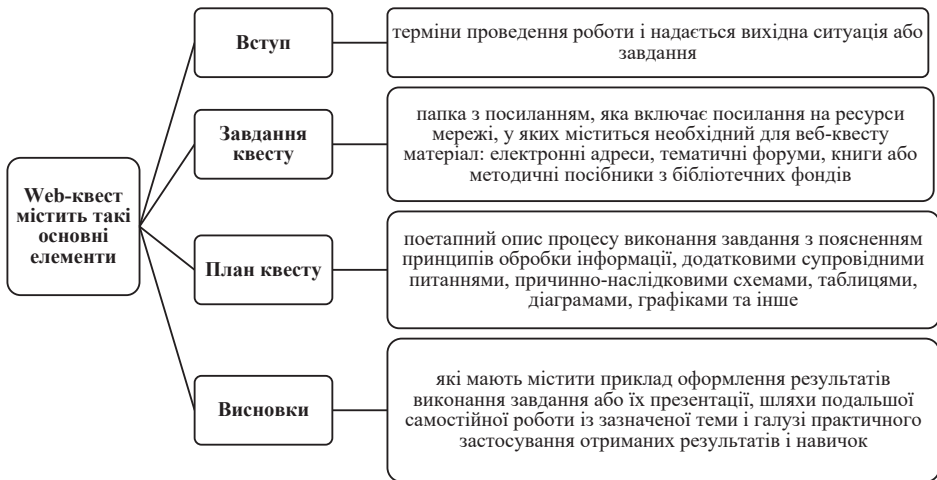 Web-квест
містить такі
основні
елементи
Вступ
терміни проведення роботи і надається вихідна ситуація або
завдання
Завдання
квесту
папка з посиланням, яка включає посилання на ресурси
мережі, у яких міститься необхідний для веб-квесту
матеріал: електронні адреси, тематичні форуми, книги або
методичні посібники з бібліотечних фондів
План квесту
поетапний опис процесу виконання завдання з поясненням
принципів обробки інформації, додатковими супровідними
питаннями, причинно-наслідковими схемами, таблицями,
діаграмами, графіками та інше
Висновки
які мають містити приклад оформлення результатів
виконання завдання або їх презентації, шляхи подальшої
самостійної роботи із зазначеної теми і галузі практичного
застосування отриманих результатів і навичок